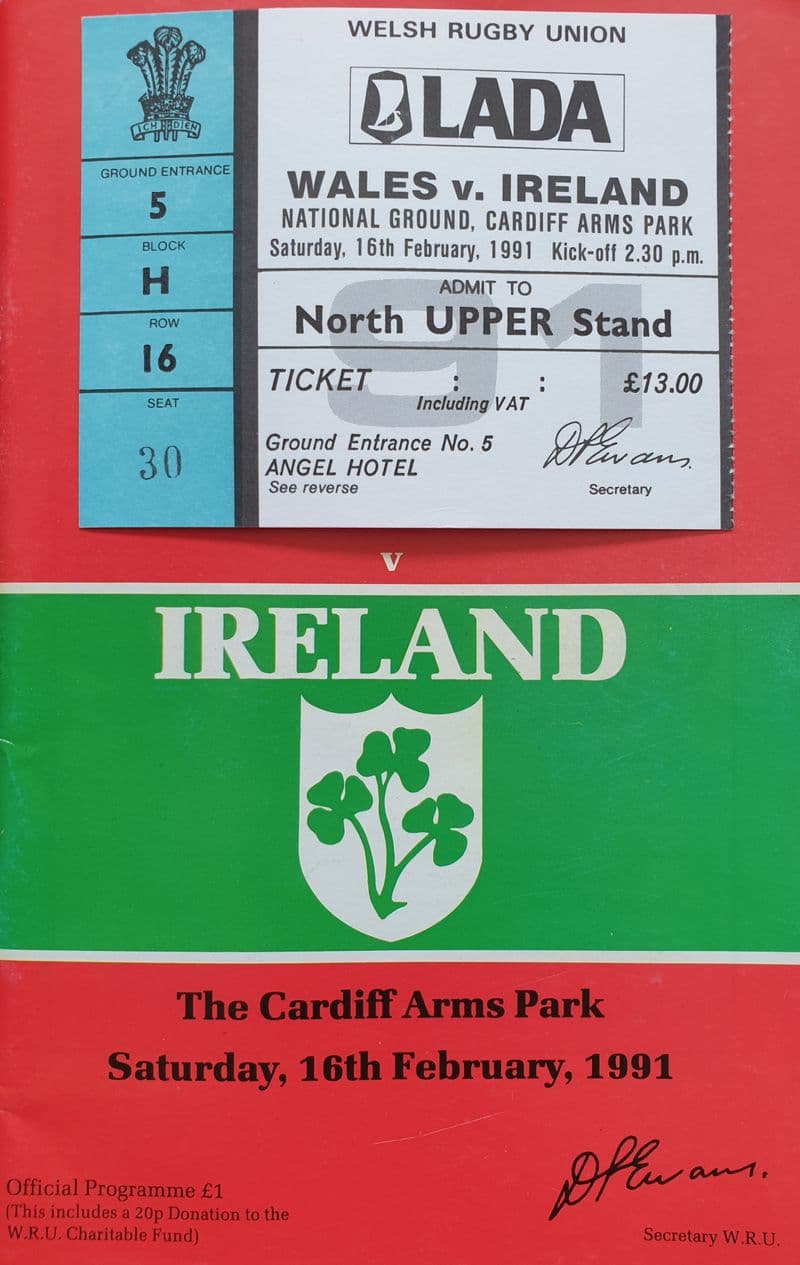 WELSH RUGBY UNION
LADA
WALES v. IRELAND
NATIONAL GROUND, CARDIFF ARMS PARK
Saturday, 16th February, 1991 Kick-off 2.30 p.m.
ADMIT TO
North UPPER Stand
91
TICKET : : £13.00
Including VAT
Ground Entrance No. 5
ANGEL HOTEL
See reverse
D P Evans.
Secretary
ICH DIEN
GROUND ENTRANCE
5
BLOCK
H
ROW
16
SEAT
30
v
IRELAND
The Cardiff Arms Park
Saturday, 16th February, 1991
Official Programme £1
(This includes a 20p Donation to the
W.R.U. Charitable Fund)
D P Evans.
Secretary W.R.U.